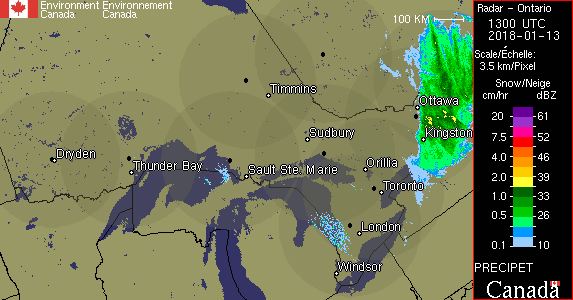 Environment Environnement
Canada Canada
100 KM
Timmins
Ottawa
Kingston
Sudbury
Dryden
Thunder Bay
Sault Ste. Marie
Orillia
Toronto
London
Windsor
Radar - Ontario
1300 UTC
2018-01-13
Scale/Échelle:
3.5 km/Pixel
Snow/Neige
cm/hr dBZ
20 61
7.5 52
4.0 46
2.0 39
1.0 33
0.5 26
0.1 10
PRECIPET
Canada